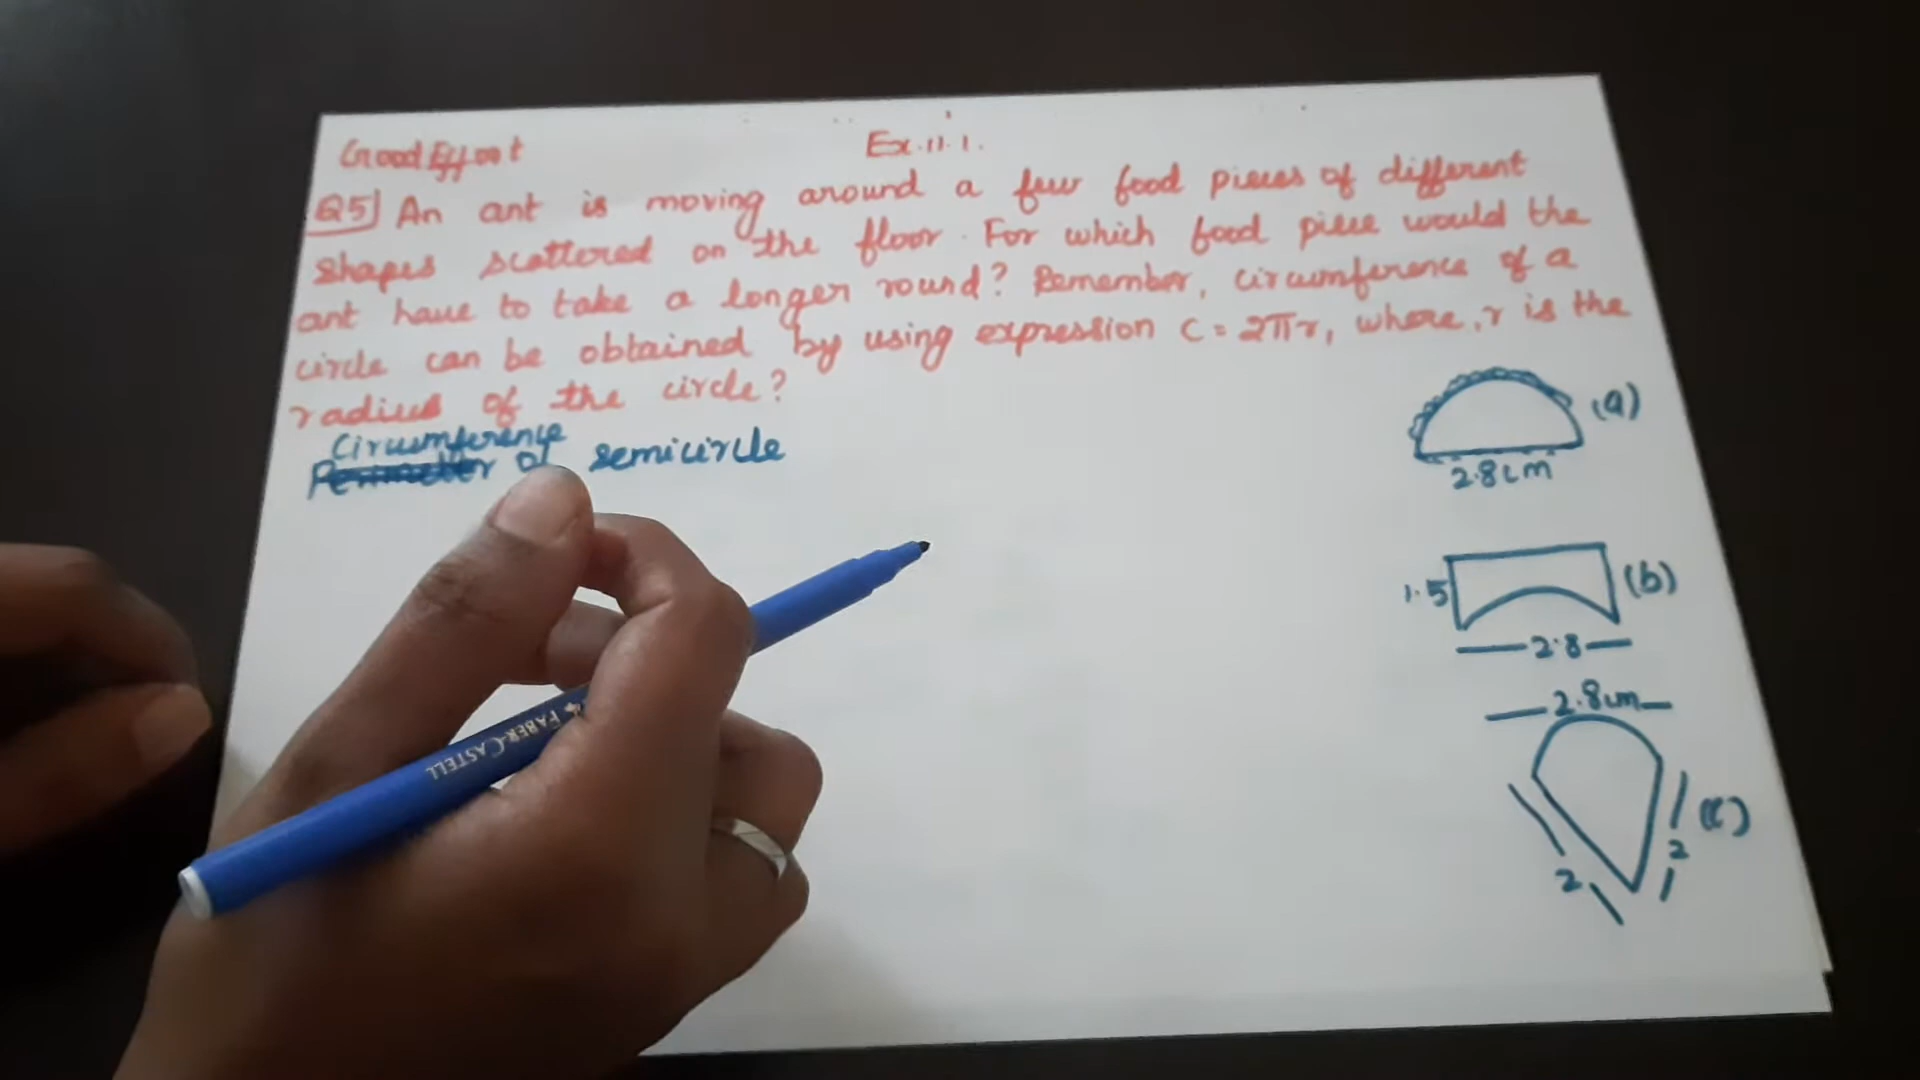 Good Effort
Ex.11.1.
Q5] An ant is moving around a few food pieces of different
shapes scattered on the floor. For which food piece would the
ant have to take a longer round? Remember, circumference of a
circle can be obtained by using expression C = 2πr, where, r is the
radius of the circle?
Circumference
Perimeter of semicircle
(a)
2.8cm
1.5
(b)
2.8
2.8cm
(c)
2
2
FABER-CASTELL